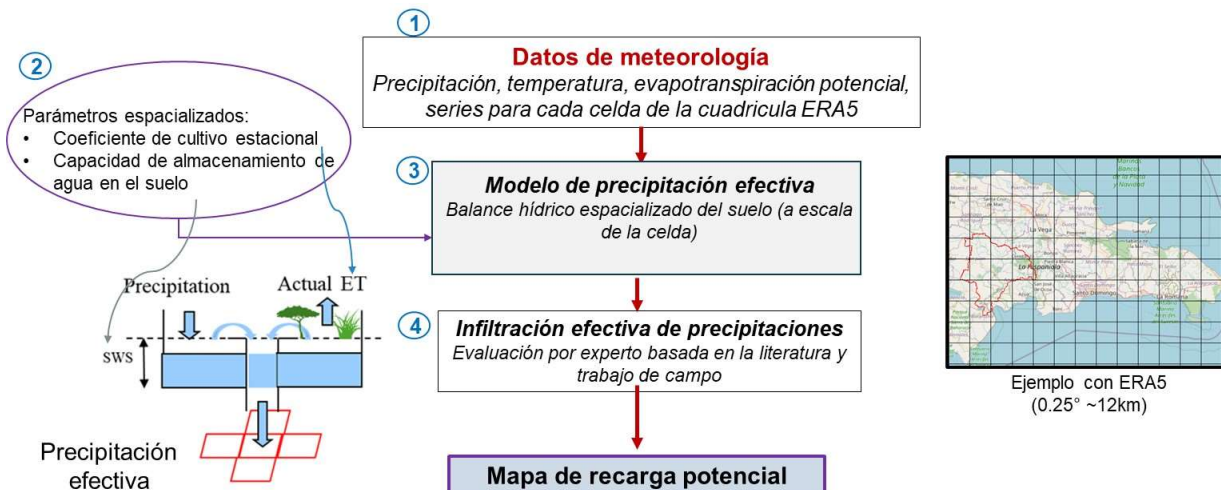 1
Datos de meteorología
Precipitación, temperatura, evapotranspiración potencial,
series para cada celda de la cuadricula ERA5
2
Parámetros espacializados:
• Coeficiente de cultivo estacional
• Capacidad de almacenamiento de
agua en el suelo
3
Modelo de precipitación efectiva
Balance hídrico espacializado del suelo (a escala
de la celda)
Precipitation
Actual ET
SWS
Precipitación
efectiva
4
Infiltración efectiva de precipitaciones
Evaluación por experto basada en la literatura y
trabajo de campo
Mapa de recarga potencial
La Vega
Santo Domingo
La Romana
Ejemplo con ERA5
(0.25° ~12km)